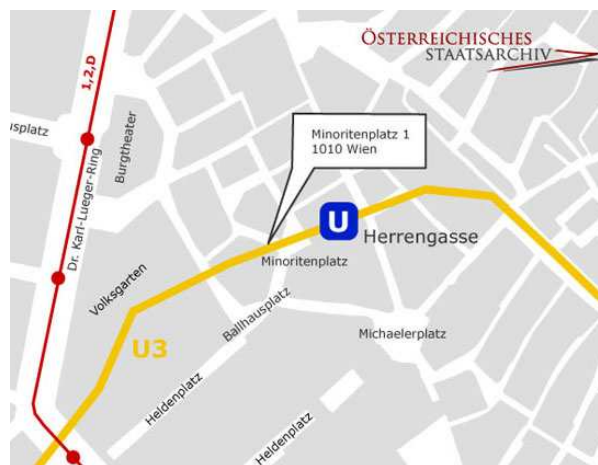 ÖSTERREICHISCHES
STAATSARCHIV
1,2,D
usplatz
Burgtheater
Dr. Karl-Lueger-Ring
Minoritenplatz 1
1010 Wien
U
Herrengasse
Minoritenplatz
Volksgarten
Ballhausplatz
Michaelerplatz
U3
Heldenplatz
Heldenplatz